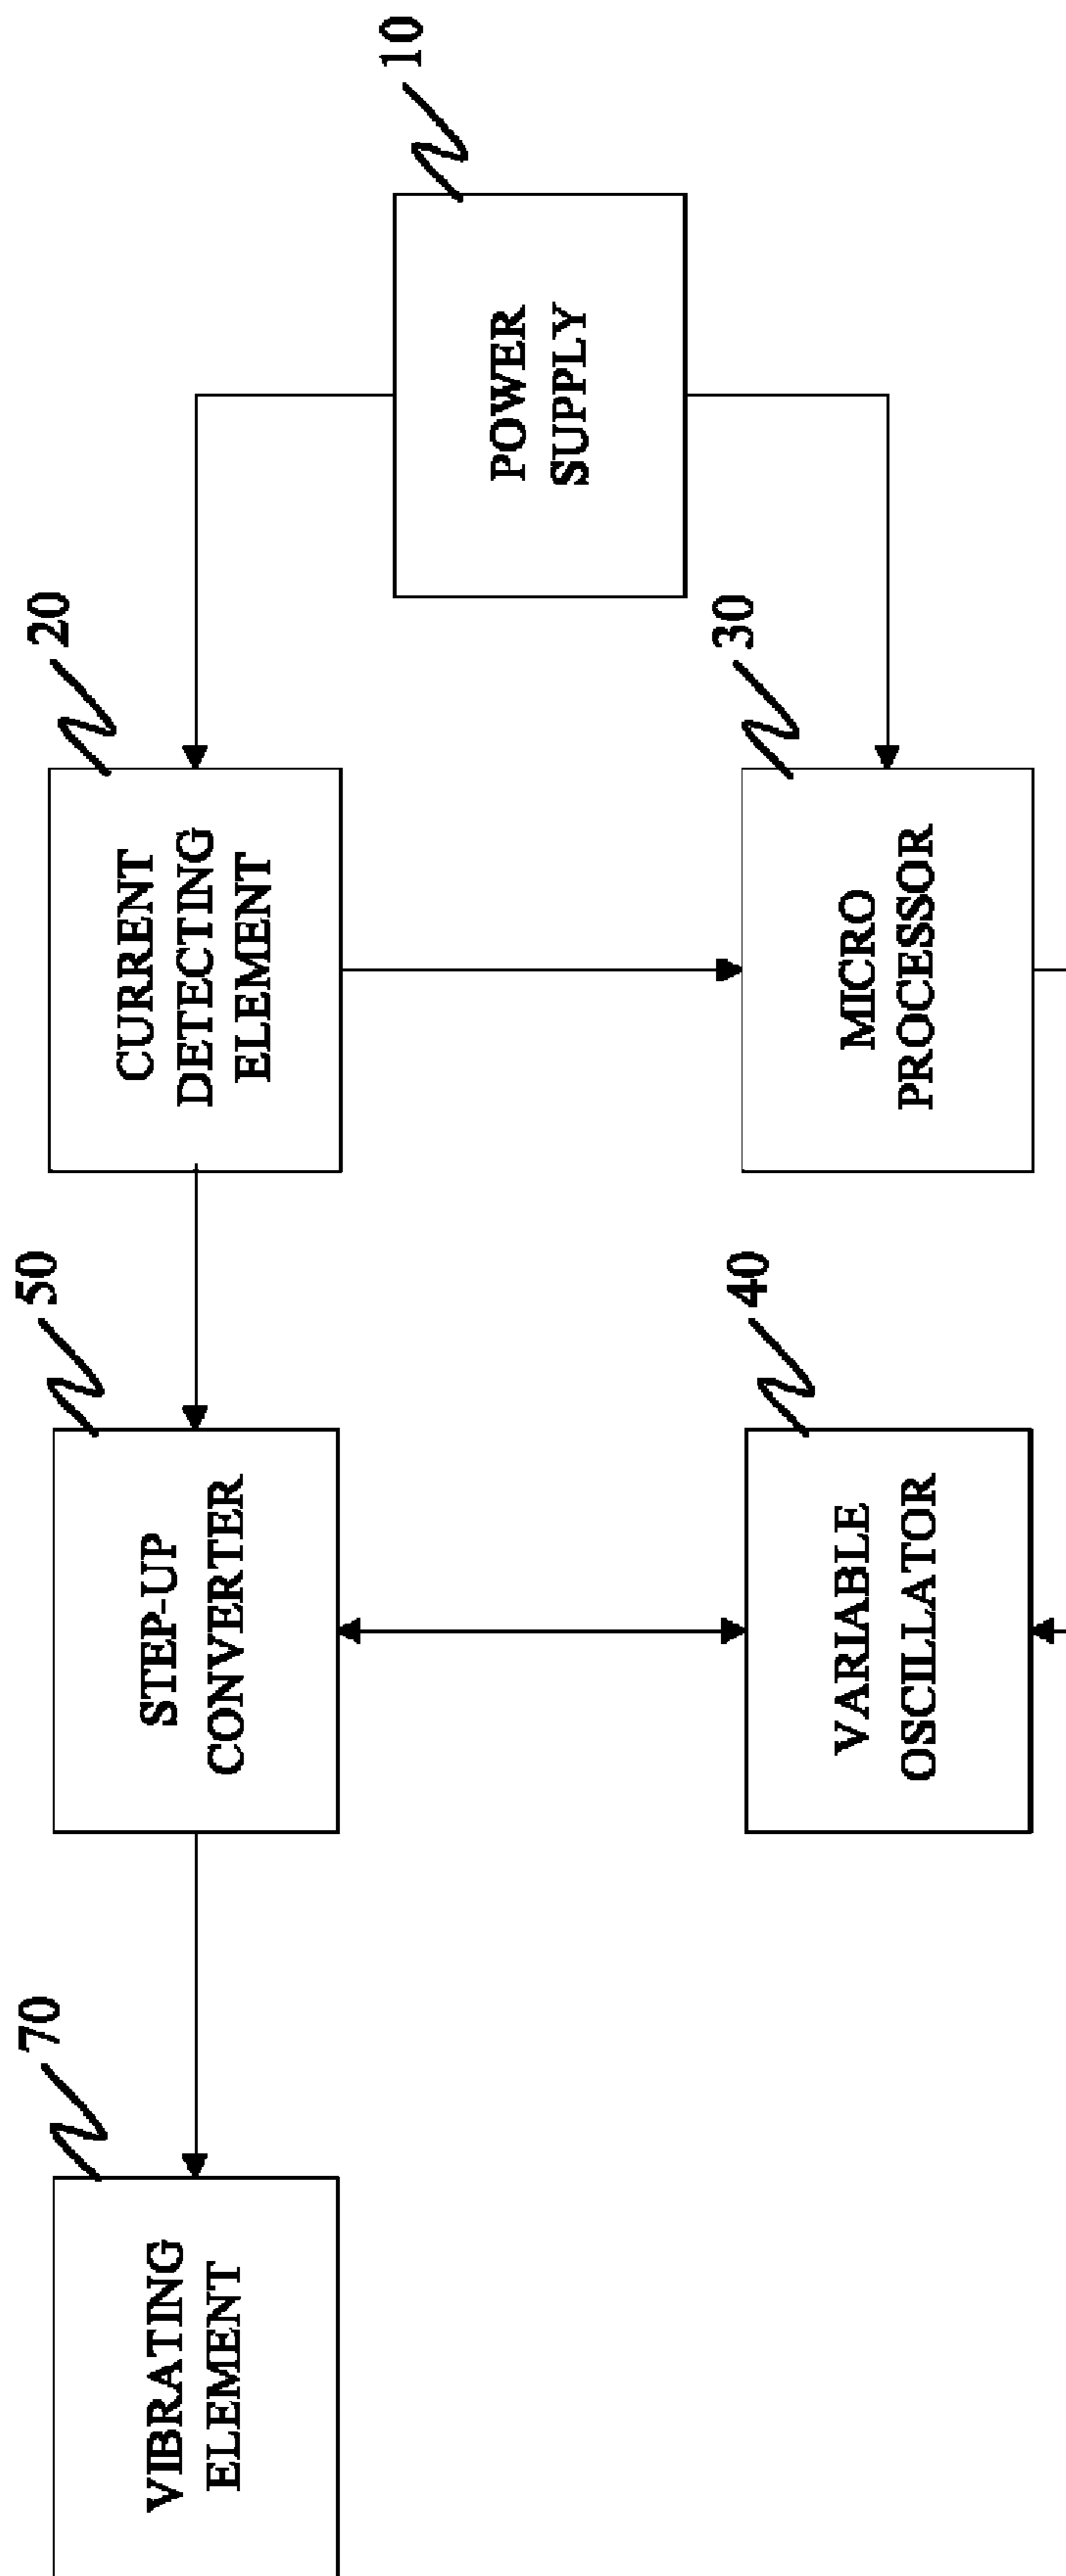 70
50
20
VIBRATING
ELEMENT
STEP-UP
CONVERTER
CURRENT
DETECTING
ELEMENT
10
POWER
SUPPLY
40
30
VARIABLE
OSCILLATOR
MICRO
PROCESSOR